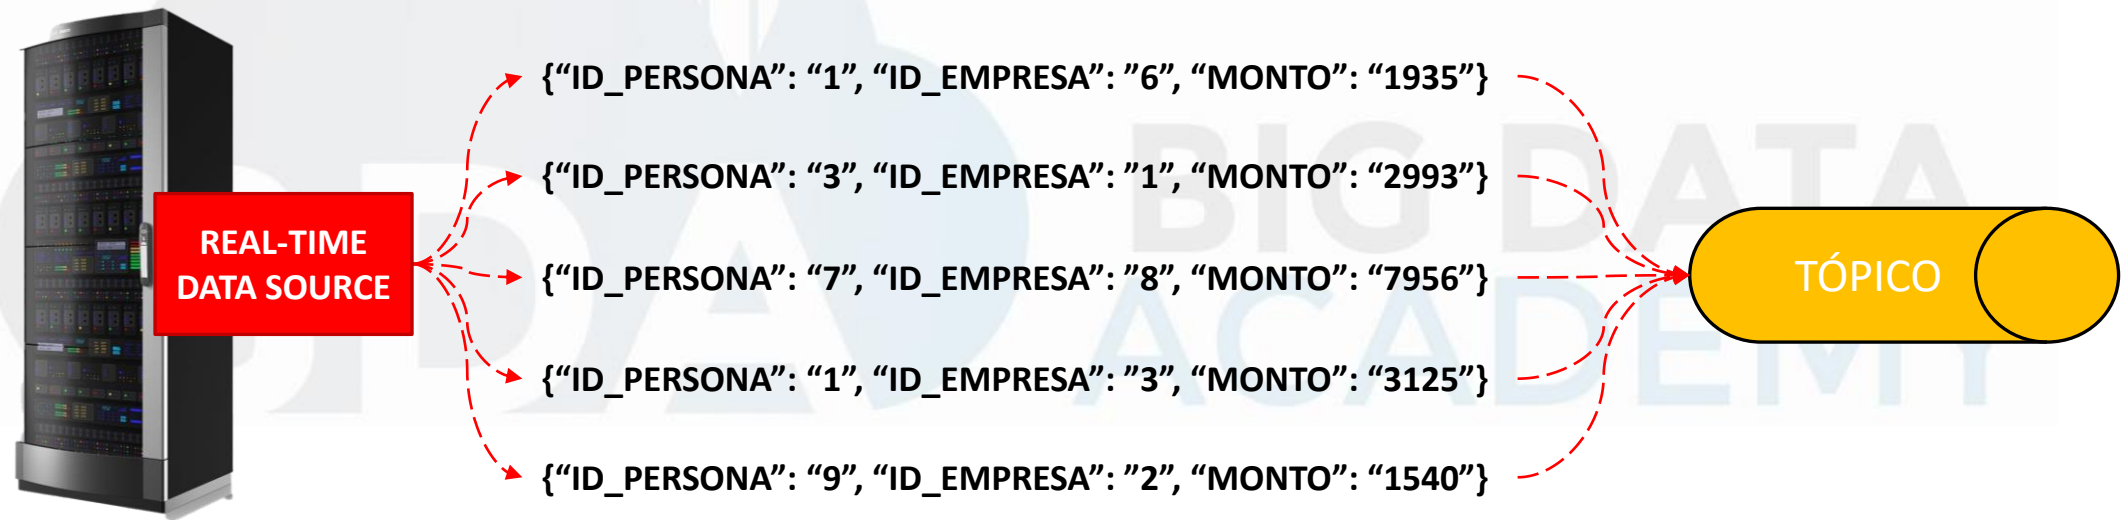 REAL-TIME
DATA SOURCE
{“ID_PERSONA”: “1”, “ID_EMPRESA”: ”6”, “MONTO”: “1935”}
{“ID_PERSONA”: “3”, “ID_EMPRESA”: ”1”, “MONTO”: “2993”}
{“ID_PERSONA”: “7”, “ID_EMPRESA”: ”8”, “MONTO”: “7956”}
{“ID_PERSONA”: “1”, “ID_EMPRESA”: ”3”, “MONTO”: “3125”}
{“ID_PERSONA”: “9”, “ID_EMPRESA”: ”2”, “MONTO”: “1540”}
TÓPICO
BIG DATA
ACADEMY